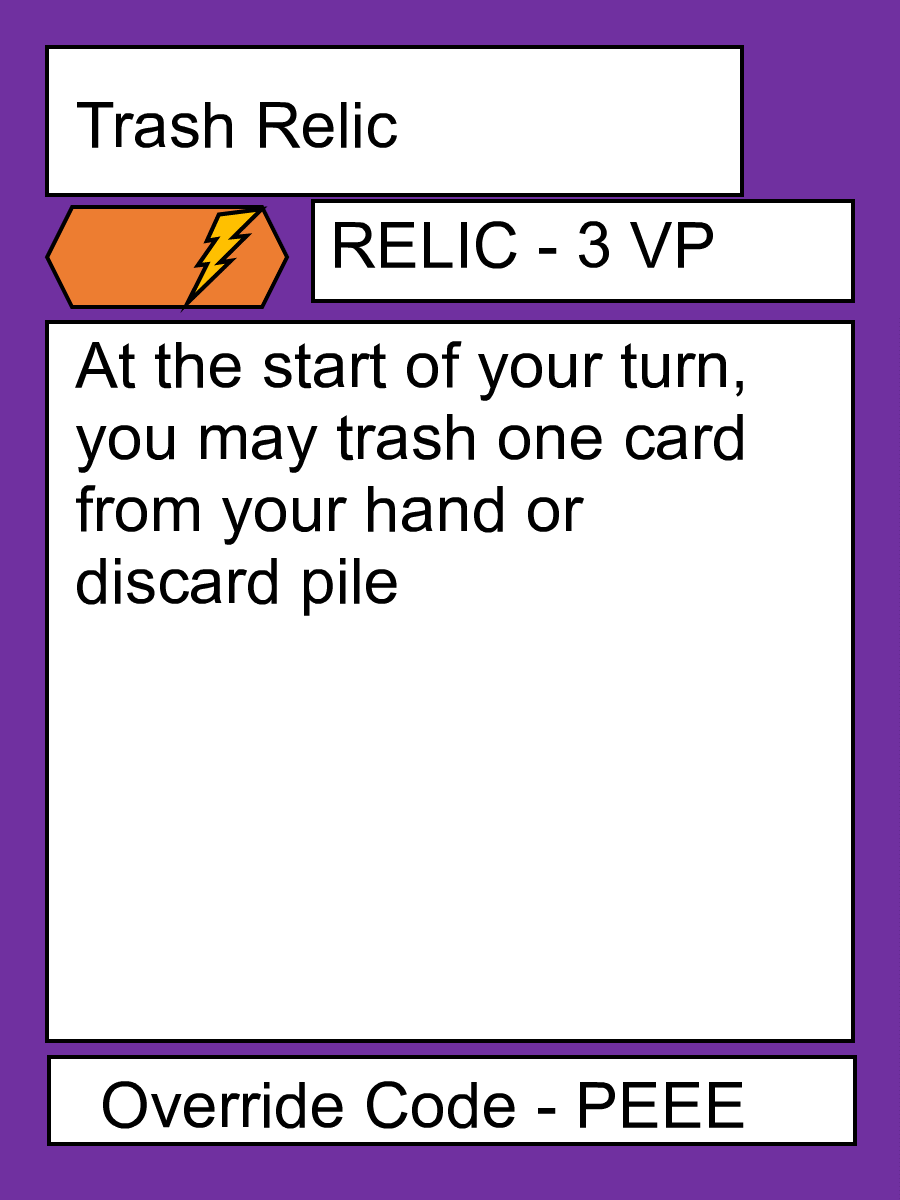 Trash Relic
RELIC - 3 VP
At the start of your turn,
you may trash one card
from your hand or
discard pile
Override Code - PEEE